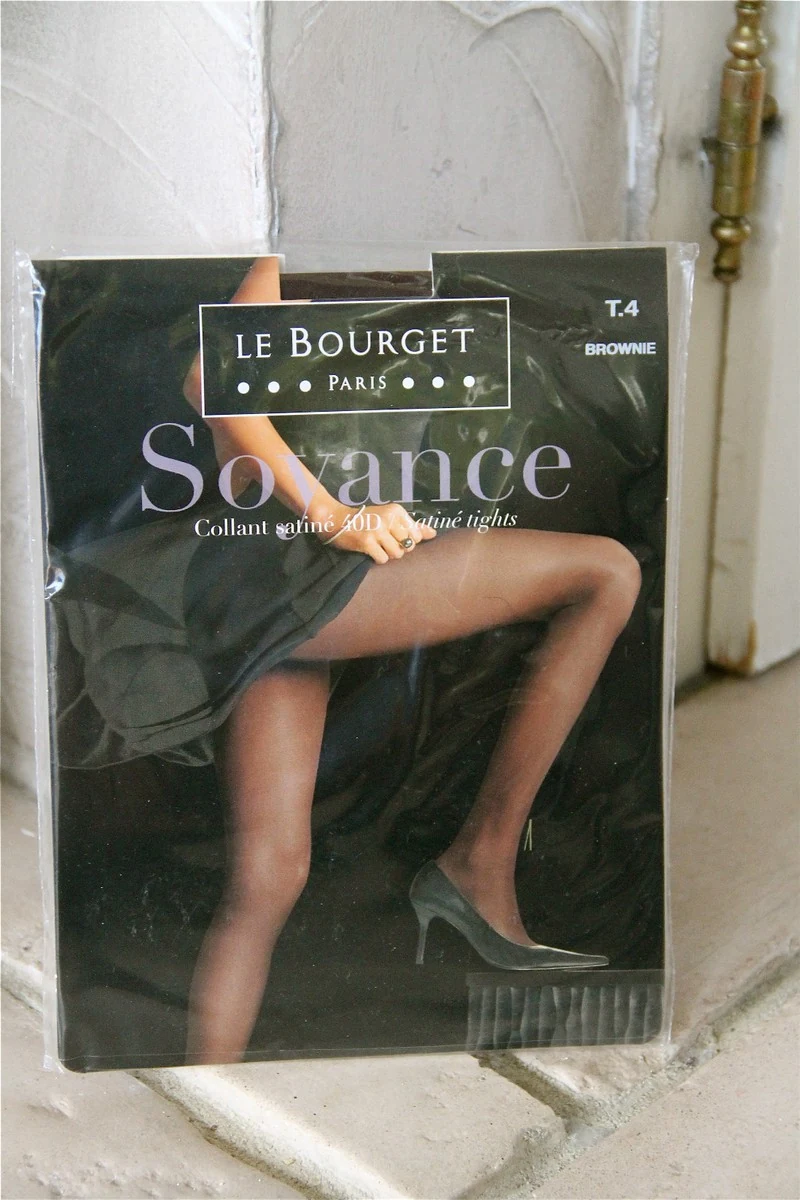 T.4
BROWNIE
LE BOURGET
PARIS
Soyance
Collant satiné 40D / Satiné tights